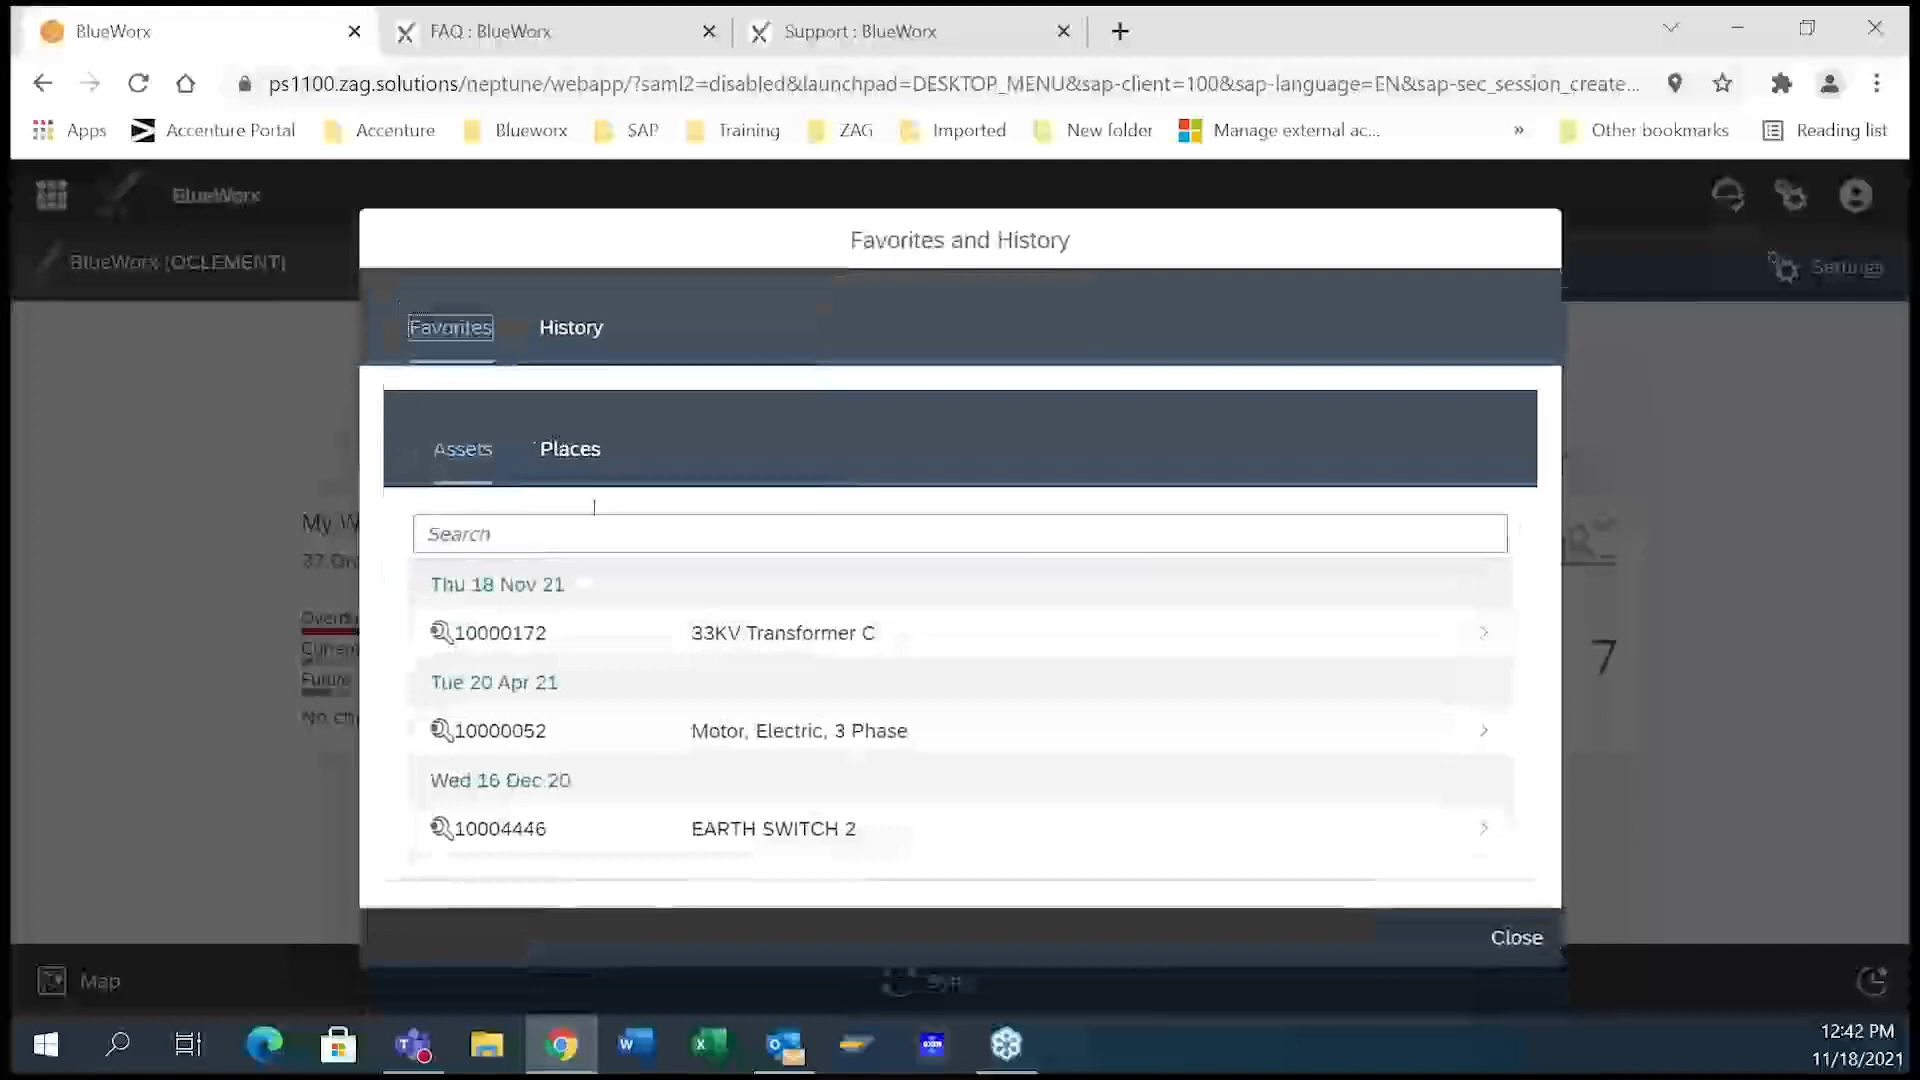 BlueWorx
FAQ : BlueWorx
Support : BlueWorx
ps1100.zag.solutions/neptune/webapp/?saml2=disabled&launchpad=DESKTOP_MENU&sap-client=100&sap-language=EN&sap-sec_session_create...
Apps
Accenture Portal
Accenture
Blueworx
SAP
Training
ZAG
Imported
New folder
Manage external ac...
»
Other bookmarks
Reading list
BlueWorx
BlueWorx (OCLEMENT)
Settings
Favorites and History
Favorites
History
Assets
Places
My W
Search
37 Or
Thu 18 Nov 21
10000172
33KV Transformer C
7
Tue 20 Apr 21
Future
10000052
Motor, Electric, 3 Phase
Wed 16 Dec 20
10004446
EARTH SWITCH 2
Close
Map
12:42 PM
11/18/2021